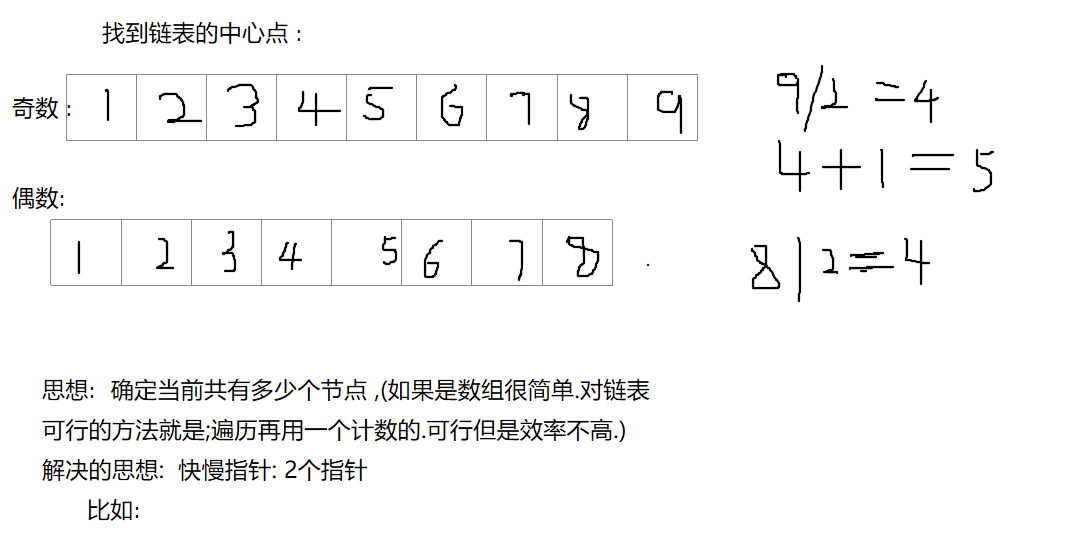 找到链表的中心点：
奇数： 1 2 3 4 5 6 7 8 9
9/2=4
4+1=5
偶数:
1 2 3 4 5 6 7 8
8/2=4
思想: 确定当前共有多少个节点 ,(如果是数组很简单.对链表
可行的方法就是;遍历再用一个计数的.可行但是效率不高.)
解决的思想: 快慢指针: 2个指针
比如: